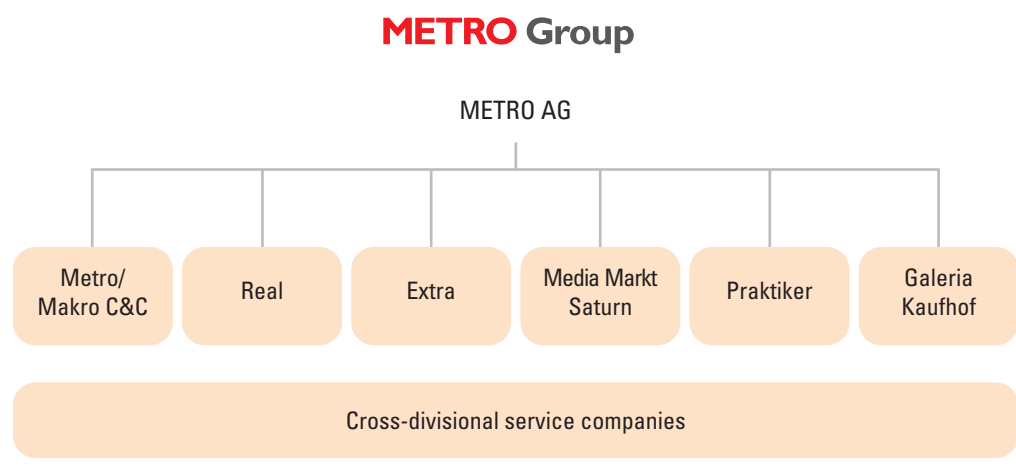 METRO Group
METRO AG
Metro/
Makro C&C
Real
Extra
Media Markt
Saturn
Praktiker
Galeria
Kaufhof
Cross-divisional service companies